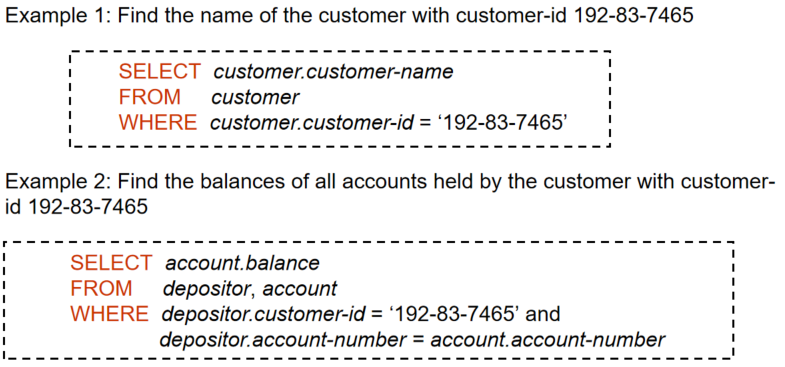 Example 1: Find the name of the customer with customer-id 192-83-7465
SELECT customer.customer-name
FROM customer
WHERE customer.customer-id = ‘192-83-7465’
Example 2: Find the balances of all accounts held by the customer with customer-
id 192-83-7465
SELECT account.balance
FROM depositor, account
WHERE depositor.customer-id = ‘192-83-7465’ and
depositor.account-number = account.account-number